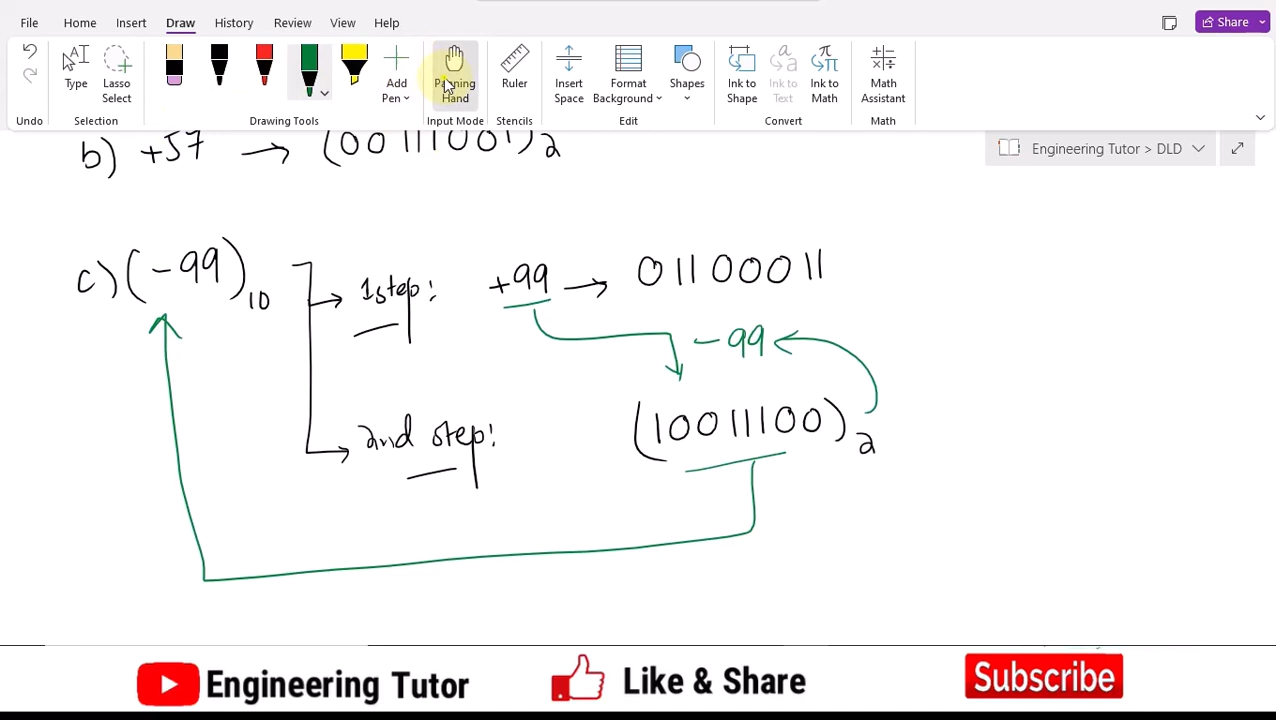 File Home Insert Draw History Review View Help Share
Undo
Type
Lasso Select
Selection
Drawing Tools
Add Pen
Panning Hand
Input Mode
Ruler
Stencils
Insert Space
Format Background
Shapes
Edit
Ink to Shape
Ink to Text
Ink to Math
Convert
Math Assistant
Math
Engineering Tutor > DLD
b) +57 → (00111001)2
c) (-99)10
1step: +99 → 01100011
-99
2nd step: (10011100)2
Engineering Tutor
Like & Share
Subscribe